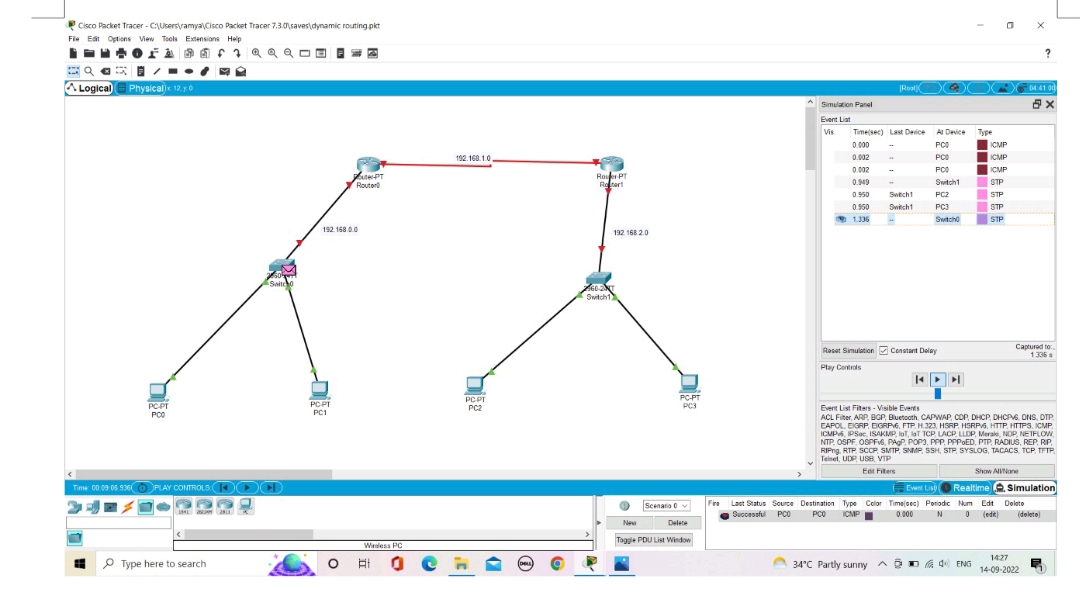 Cisco Packet Tracer - C:\Users\ramya\Cisco Packet Tracer 7.3.0\saves\dynamic routing.pkt
File Edit Options View Tools Extensions Help
?
Logical Physical x: 12, y: 0 [Root] 04:41:00
Simulation Panel
Event List
Vis. Time(sec) Last Device At Device Type
0.000 -- PC0 ICMP
0.002 -- PC0 ICMP
0.002 -- PC0 ICMP
0.949 -- Switch1 STP
0.950 Switch1 PC2 STP
0.950 Switch1 PC3 STP
1.336 -- Switch0 STP
192.168.1.0
Router-PT
Router0
Router-PT
Router1
192.168.0.0
192.168.2.0
2960-24TT
Switch0
2960-24TT
Switch1
PC-PT
PC0
PC-PT
PC1
PC-PT
PC2
PC-PT
PC3
Reset Simulation Constant Delay Captured to:
1.336 s
Play Controls
Event List Filters - Visible Events
ACL Filter, ARP, BGP, Bluetooth, CAPWAP, CDP, DHCP, DHCPv6, DNS, DTP,
EAPOL, EIGRP, EIGRPv6, FTP, H.323, HSRP, HSRPv6, HTTP, HTTPS, ICMP,
ICMPv6, IPSec, ISAKMP, IoT, IoT TCP, LACP, LLDP, Meraki, NDP, NETFLOW,
NTP, OSPF, OSPFv6, PAgP, POP3, PPP, PPPoED, PTP, RADIUS, REP, RIP,
RIPng, RTP, SCCP, SMTP, SNMP, SSH, STP, SYSLOG, TACACS, TCP, TFTP,
Telnet, UDP, USB, VTP
Edit Filters Show All/None
Time: 00:09:06.936 PLAY CONTROLS: Event List Realtime Simulation
Scenario 0
New Delete
Toggle PDU List Window
Fire Last Status Source Destination Type Color Time(sec) Periodic Num Edit Delete
Successful PC0 PC0 ICMP 0.000 N 0 (edit) (delete)
Wireless PC
Type here to search
DELL
34°C Partly sunny ENG
14:27
14-09-2022
1